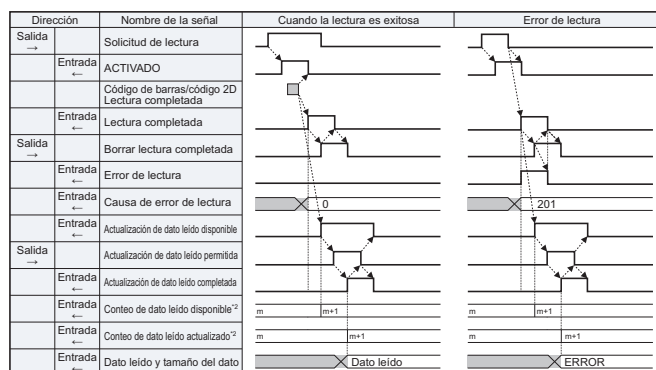 Dirección Nombre de la señal Cuando la lectura es exitosa Error de lectura
Salida → Solicitud de lectura
Entrada ← ACTIVADO
Código de barras/código 2D
Lectura completada
Entrada ← Lectura completada
Salida → Borrar lectura completada
Entrada ← Error de lectura
Entrada ← Causa de error de lectura 0 201
Entrada ← Actualización de dato leído disponible
Salida → Actualización de dato leído permitida
Entrada ← Actualización de dato leído completada
Entrada ← Conteo de dato leído disponible*2 m m+1 m m+1
Entrada ← Conteo de dato leído actualizado*2 m m+1 m m+1
Entrada ← Dato leído y tamaño del dato Dato leído ERROR